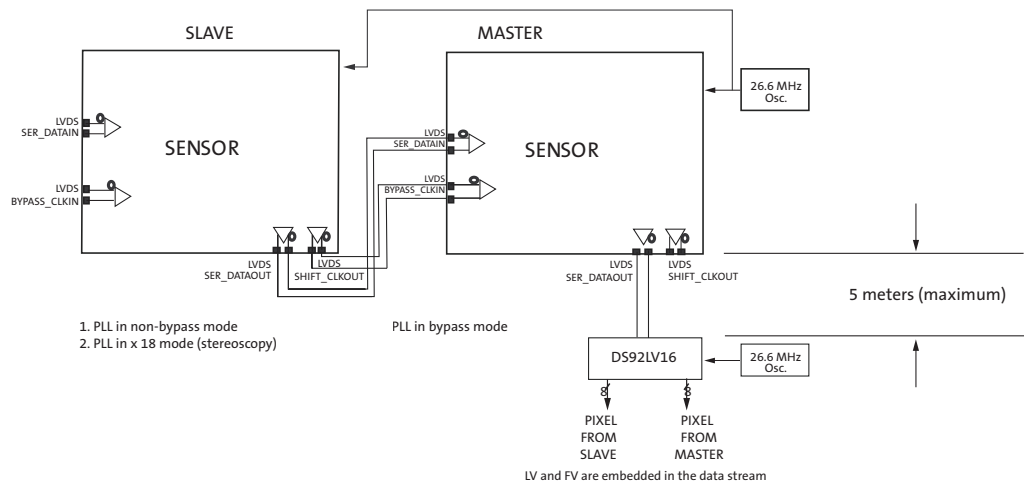 SLAVE
MASTER
26.6 MHz
Osc.
LVDS
SER_DATAIN
SENSOR
LVDS
BYPASS_CLKIN
LVDS
SER_DATAIN
SENSOR
LVDS
BYPASS_CLKIN
LVDS
SER_DATAOUT
LVDS
SHIFT_CLKOUT
LVDS
SER_DATAOUT
LVDS
SHIFT_CLKOUT
5 meters (maximum)
1. PLL in non-bypass mode
2. PLL in x 18 mode (stereoscopy)
PLL in bypass mode
DS92LV16
26.6 MHz
Osc.
8
8
PIXEL
FROM
SLAVE
PIXEL
FROM
MASTER
LV and FV are embedded in the data stream